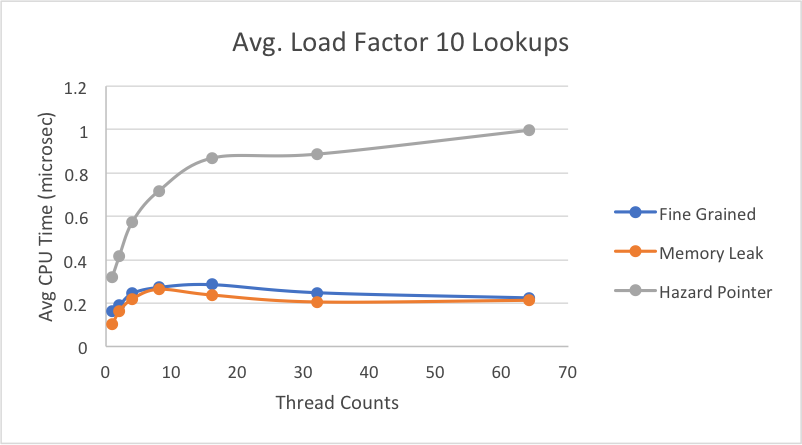 Avg. Load Factor 10 Lookups
Avg CPU Time (microsec)
1.2
1
0.8
0.6
0.4
0.2
0
0 10 20 30 40 50 60 70
Thread Counts
Fine Grained
Memory Leak
Hazard Pointer